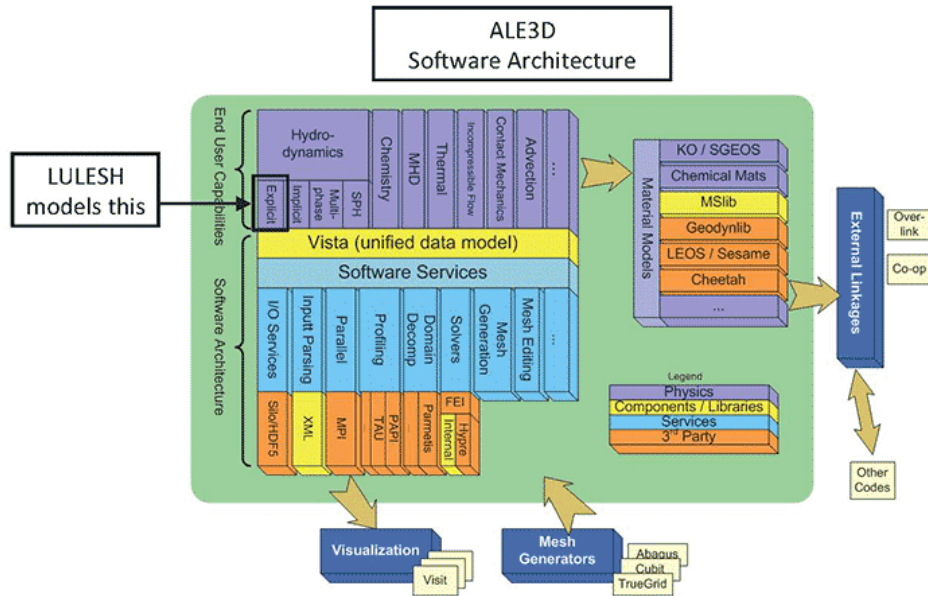 ALE3D
Software Architecture
LULESH
models this
End User Capabilities
Software Architecture
Hydro-
dynamics
Explicit
Implicit
Multi-
phase
SPH
Chemistry
MHD
Thermal
Incompressible Flow
Contact Mechanics
Advection
...
Vista (unified data model)
Software Services
I/O Services
Inputt Parsing
Parallel
Profiling
Domain
Decomp
Solvers
Mesh
Generation
Mesh Editing
...
Silo/HDF5
XML
MPI
TAU
PAPI
Parmetis
FEI
Internal
Hypre
Material Models
KO / SGEOS
Chemical Mats
MSlib
Geodynlib
LEOS / Sesame
Cheetah
...
Legend
Physics
Components / Libraries
Services
3rd Party
External Linkages
Over-
link
Co-op
Other
Codes
Visualization
Visit
Mesh
Generators
Abagus
Cubit
TrueGrid